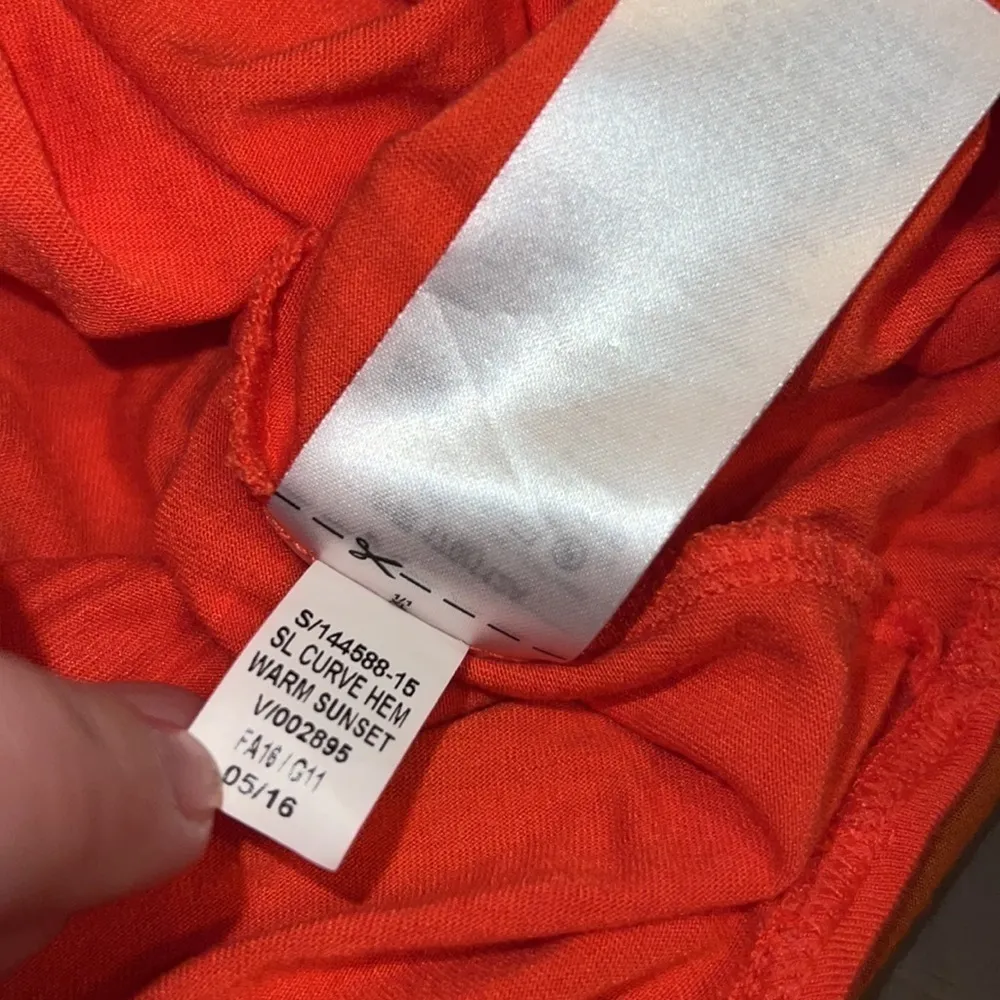 S/144588-15
SL CURVE HEM
WARM SUNSET
V/002895
FA16/G11
05/16